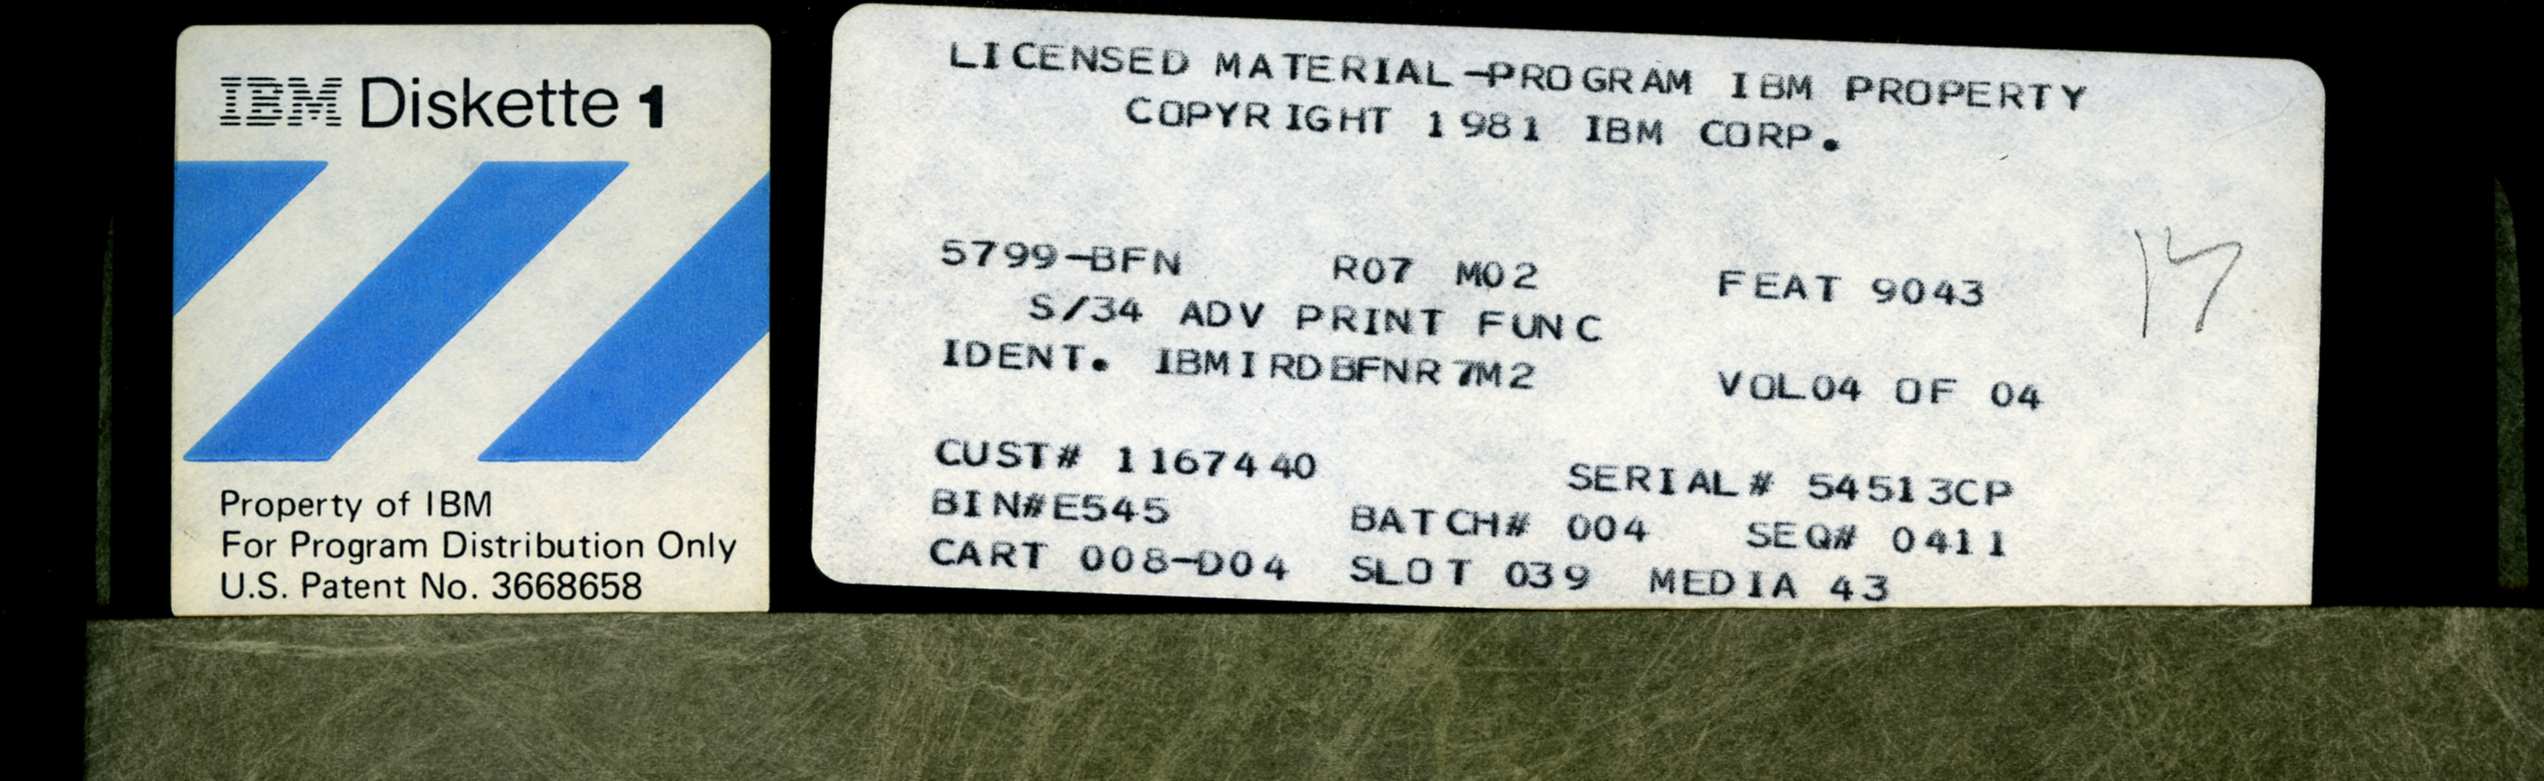 IBM Diskette 1
Property of IBM
For Program Distribution Only
U.S. Patent No. 3668658
LICENSED MATERIAL-PROGRAM IBM PROPERTY
COPYRIGHT 1981 IBM CORP.
5799-BFN R07 M02 FEAT 9043
S/34 ADV PRINT FUNC
IDENT. IBMIRDBFNR7M2 VOL04 OF 04
CUST# 1167440 SERIAL# 54513CP
BIN#E545 BATCH# 004 SEQ# 0411
CART 008-D04 SLOT 039 MEDIA 43
17